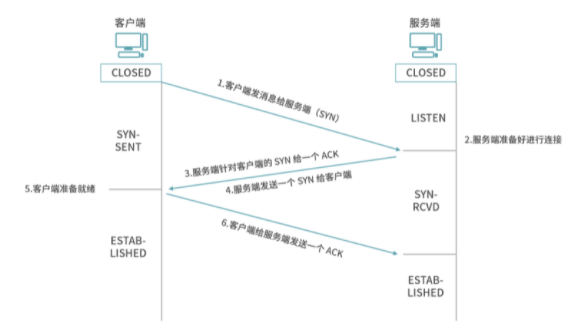 客户端
服务端
CLOSED
CLOSED
1.客户端发消息给服务端（SYN）
LISTEN
2.服务端准备好进行连接
SYN-
SENT
3.服务端针对客户端的 SYN 给一个 ACK
4.服务端发送一个 SYN 给客户端
5.客户端准备就绪
SYN-
RCVD
6.客户端给服务端发送一个 ACK
ESTAB-
LISHED
ESTAB-
LISHED